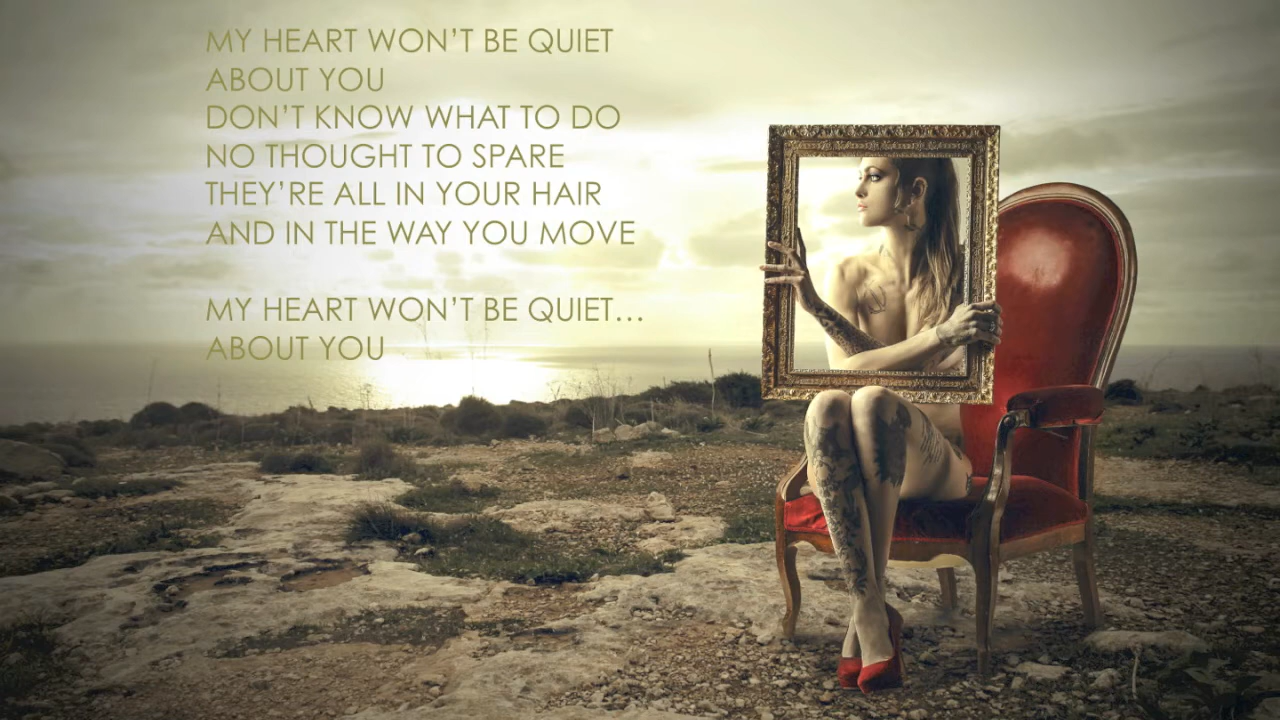 MY HEART WON'T BE QUIET
ABOUT YOU
DON'T KNOW WHAT TO DO
NO THOUGHT TO SPARE
THEY'RE ALL IN YOUR HAIR
AND IN THE WAY YOU MOVE
MY HEART WON'T BE QUIET...
ABOUT YOU